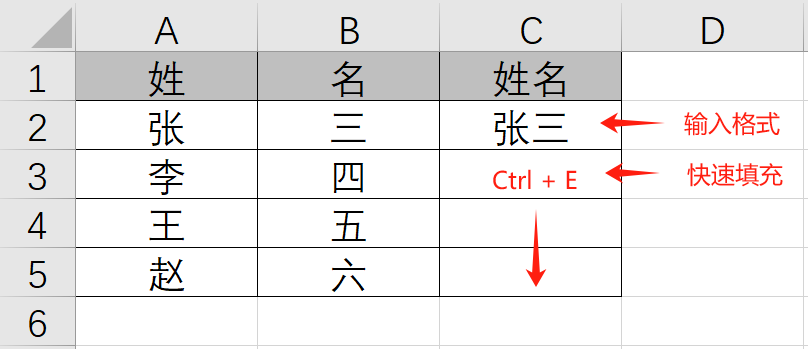 A B C D
1 姓 名 姓名
2 张 三 张三 输入格式
3 李 四 Ctrl + E 快速填充
4 王 五
5 赵 六
6